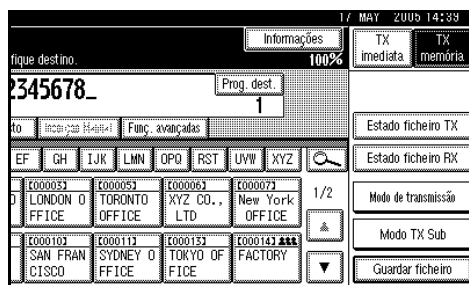 17 MAY 2005 14:39
Informações
TX imediata
TX memória
fique destino.
100%
2345678_
Prog. dest.
1
to
Func. avançadas
Estado ficheiro TX
EF GH IJK LMN OPQ RST UVW XYZ
Estado ficheiro RX
[00003]
LONDON O
FFICE
[00005]
TORONTO
OFFICE
[00006]
XYZ CO.,
LTD
[00007]
New York
OFFICE
1/2
Modo de transmissão
Modo TX Sub
[00010]
SAN FRAN
CISCO
[00011]
SYDNEY O
FFICE
[00013]
TOKYO OF
FICE
[00014]
FACTORY
Guardar ficheiro